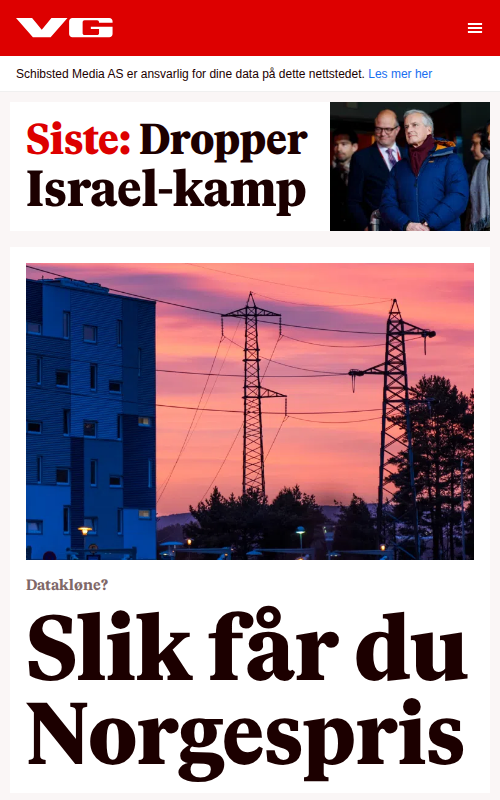 VG
Schibsted Media AS er ansvarlig for dine data på dette nettstedet. Les mer her
Siste: Dropper
Israel-kamp
Datakløne?
Slik får du
Norgespris